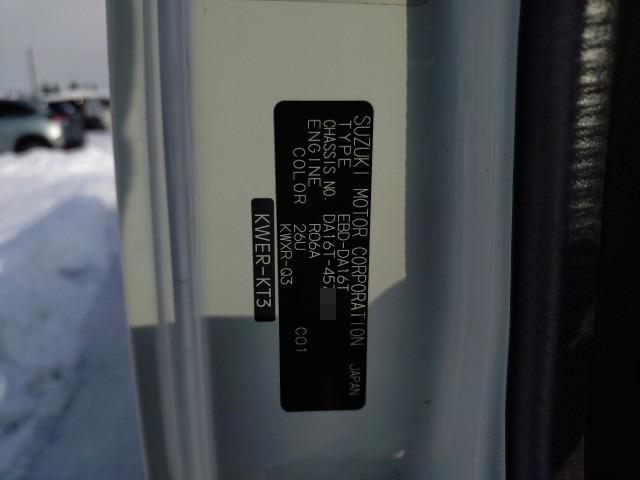 SUZUKI MOTOR CORPORATION JAPAN
TYPE EBD-DA16T
CHASSIS NO. DA16T-457
ENGINE R06A
COLOR 26U C01
KWXR-Q3
KWER-KT3